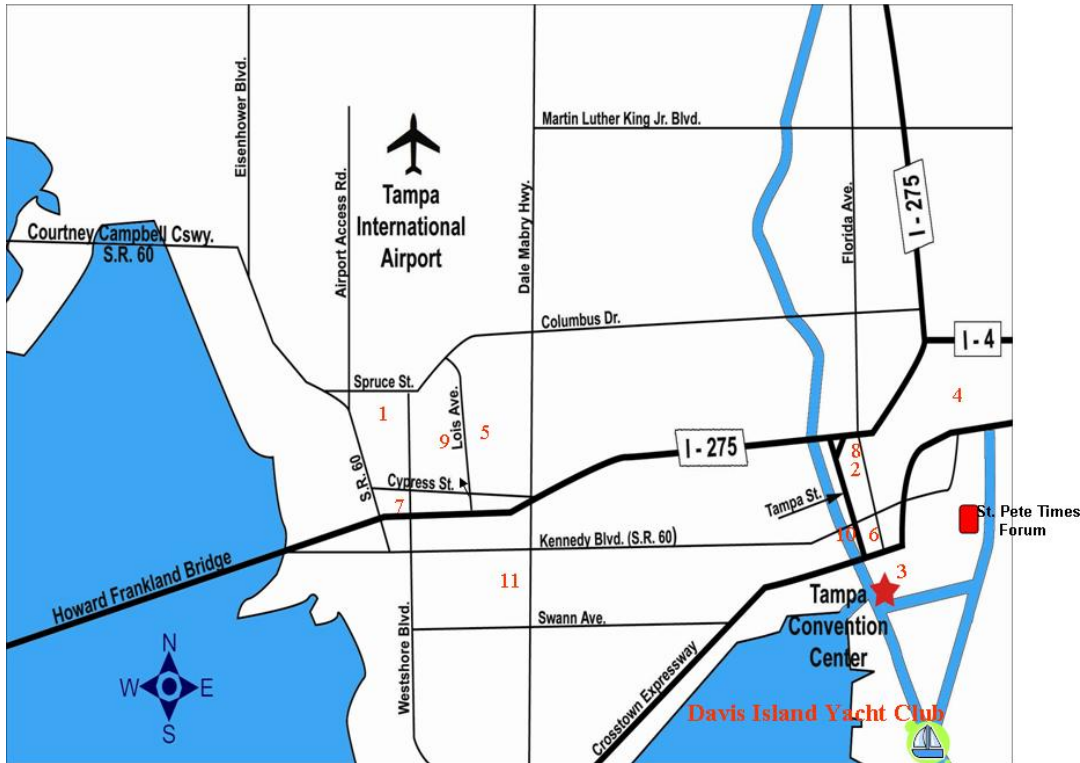 Martin Luther King Jr. Blvd.
Eisenhower Blvd.
Airport Access Rd.
Tampa
International
Airport
Dale Mabry Hwy.
Florida Ave.
I - 275
Courtney Campbell Cswy.
S.R. 60
Columbus Dr.
I - 4
Spruce St.
1
9
Lois Ave.
5
4
I - 275
8
2
S.R. 60
Cypress St.
7
Tampa St.
St. Pete Times
Forum
10
6
Kennedy Blvd. (S.R. 60)
Howard Frankland Bridge
11
3
Tampa
Convention
Center
Swann Ave.
Westshore Blvd.
Crosstown Expressway
N
W
E
S
Davis Island Yacht Club